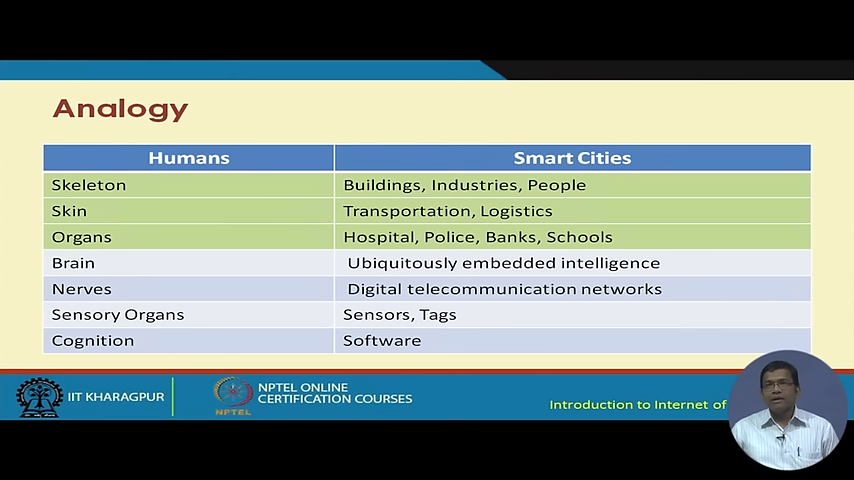 Analogy
Humans Smart Cities
Skeleton Buildings, Industries, People
Skin Transportation, Logistics
Organs Hospital, Police, Banks, Schools
Brain Ubiquitously embedded intelligence
Nerves Digital telecommunication networks
Sensory Organs Sensors, Tags
Cognition Software
IIT KHARAGPUR
NPTEL
NPTEL ONLINE
CERTIFICATION COURSES
Introduction to Internet of